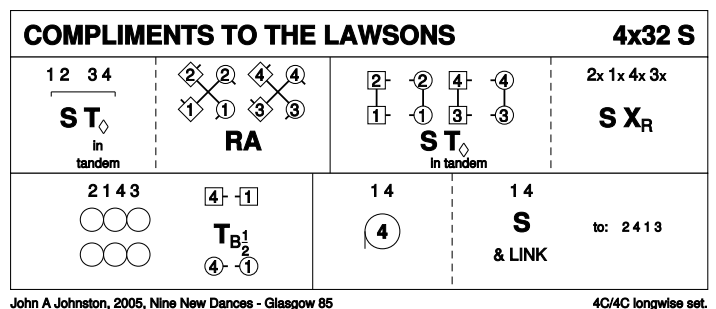 COMPLIMENTS TO THE LAWSONS 4x32 S
1 2 3 4
S T◇
in
tandem
2 2 4 4
1 1 3 3
RA
2 2 4 4
1 1 3 3
S T◇
in tandem
2x 1x 4x 3x
S XR
2 1 4 3
4 1
TB½
4 1
1 4
4
1 4
S
& LINK
to: 2 4 1 3
John A Johnston, 2005, Nine New Dances - Glasgow 85 4C/4C longwise set.